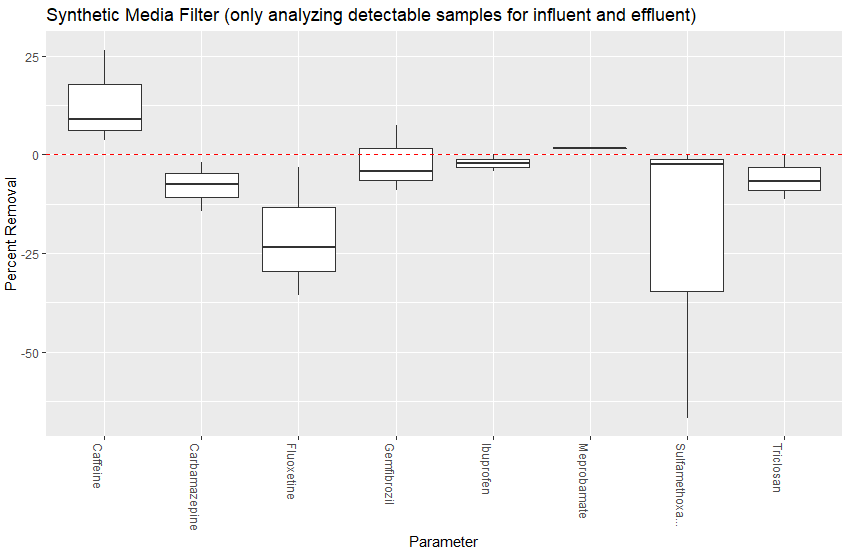 Synthetic Media Filter (only analyzing detectable samples for influent and effluent)
25
0
-25
-50
Percent Removal
Caffeine
Carbamazepine
Fluoxetine
Gemfibrozil
Ibuprofen
Meprobamate
Sulfamethoxa...
Triclosan
Parameter